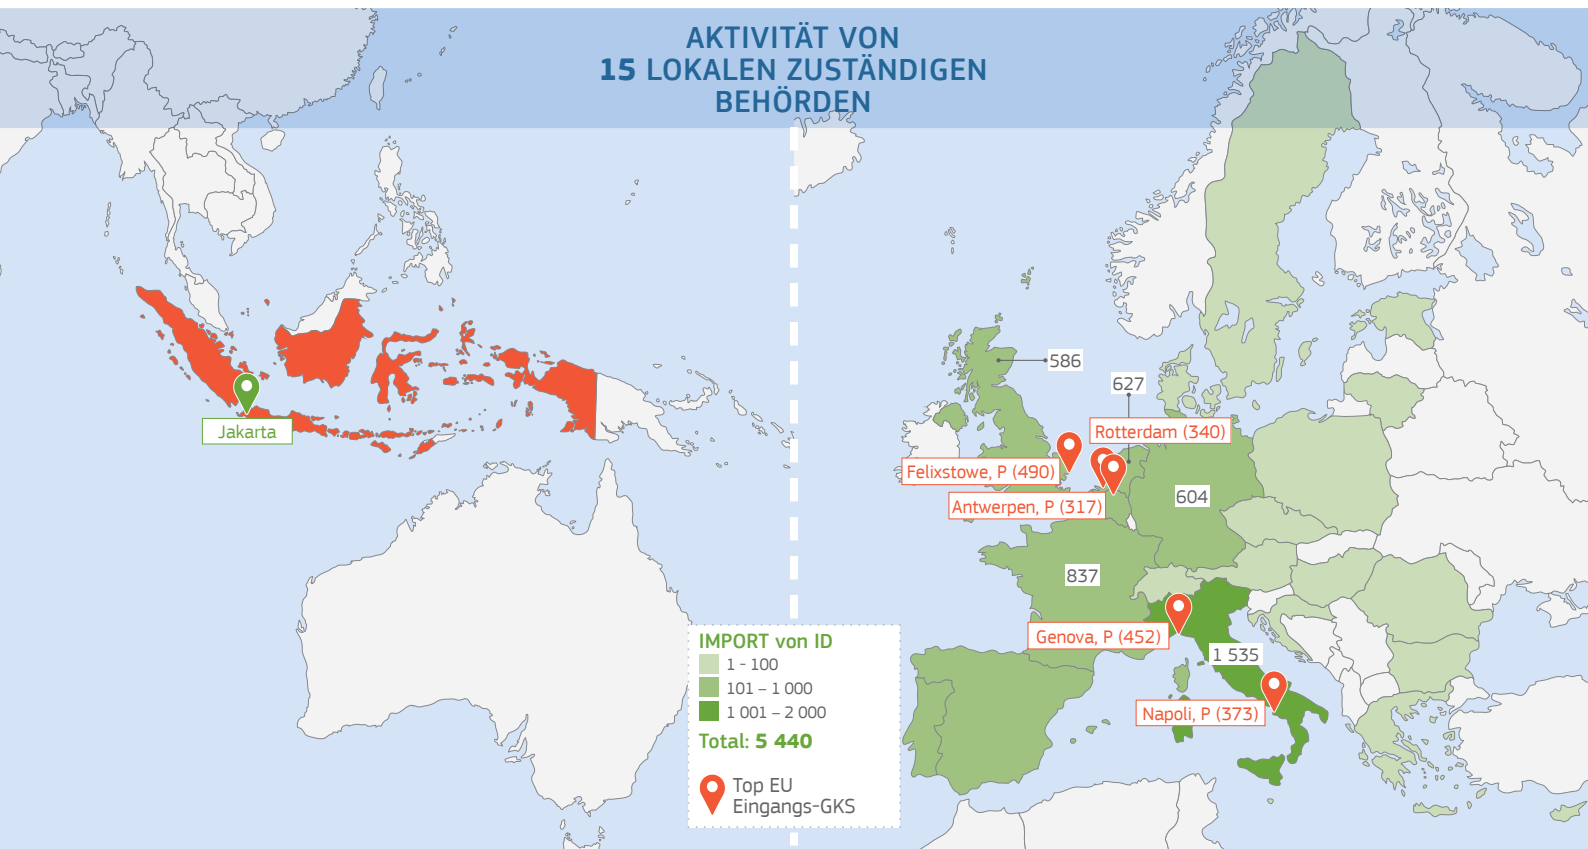 AKTIVITÄT VON
15 LOKALEN ZUSTÄNDIGEN
BEHÖRDEN
586
627
Rotterdam (340)
Jakarta
Felixstowe, P (490)
604
Antwerpen, P (317)
837
Genova, P (452)
1 535
Napoli, P (373)
IMPORT von ID
1 - 100
101 – 1 000
1 001 – 2 000
Total: 5 440
Top EU
Eingangs-GKS